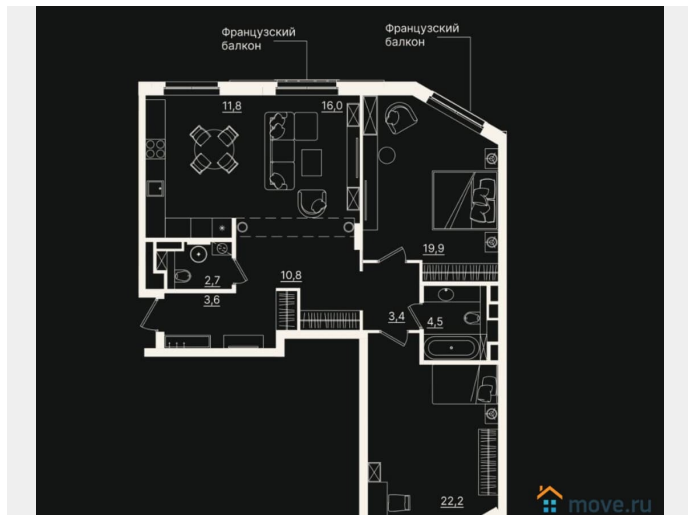 Французский
балкон
Французский
балкон
11,8
16,0
19,9
2,7
3,6
10,8
3,4
4,5
22,2
move.ru